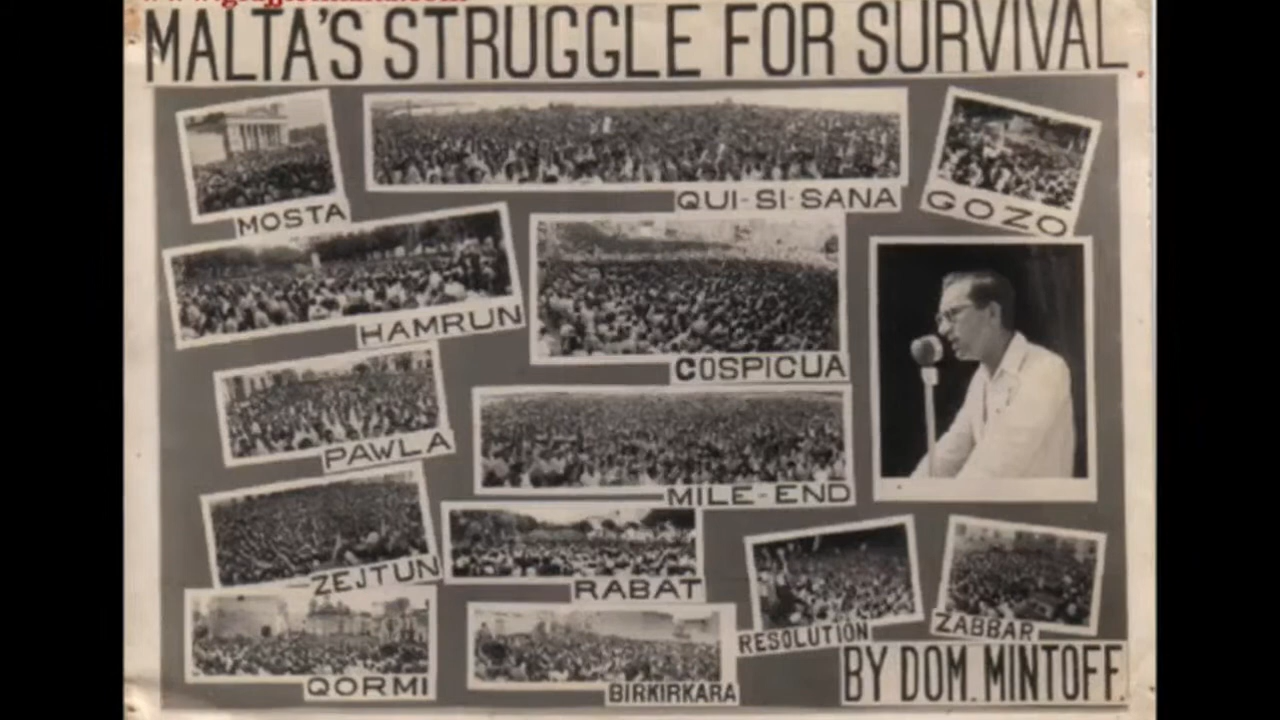 MALTA'S STRUGGLE FOR SURVIVAL
MOSTA
QUI-SI-SANA
GOZO
HAMRUN
COSPICUA
PAWLA
MILE-END
ZEJTUN
RABAT
RESOLUTION
ZABBAR
QORMI
BIRKIRKARA
BY DOM. MINTOFF.